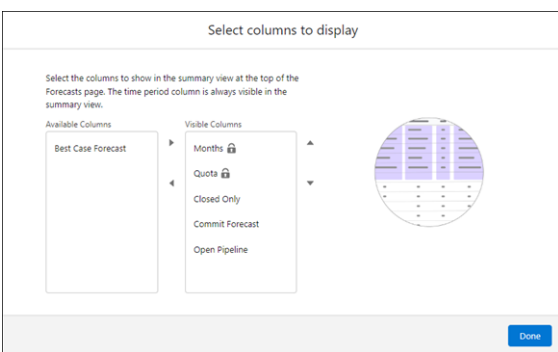 Select columns to display
Select the columns to show in the summary view at the top of the
Forecasts page. The time period column is always visible in the
summary view.
Available Columns
Visible Columns
Best Case Forecast
Months
Quota
Closed Only
Commit Forecast
Open Pipeline
Done